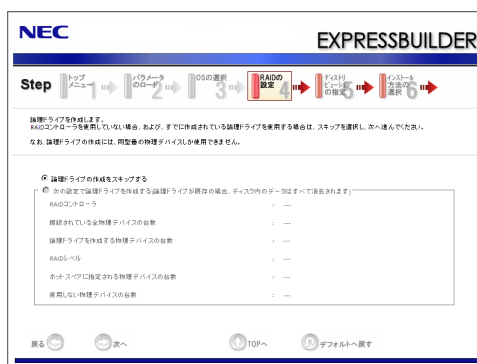 NEC
EXPRESSBUILDER
Step トップメニュー 1 パラメータのロード 2 OSの選択 3 RAIDの設定 4 ディストリビューションの指定 5 インストール方法の選択 6
論理ドライブを作成します。
RAIDコントローラを使用していない場合、および、すでに作成されている論理ドライブを使用する場合は、スキップを選択し、次へ進んでください。
なお、論理ドライブの作成には、同型番の物理デバイスしか使用できません。
論理ドライブの作成をスキップする
次の設定で論理ドライブを作成する(論理ドライブが既存の場合、ディスク内のデータはすべて消去されます)
RAIDコントローラ : ---
接続されている全物理デバイスの台数 : ---
論理ドライブを作成する物理デバイスの台数 : ---
RAIDレベル : ---
ホットスペアに指定される物理デバイスの台数 : ---
使用しない物理デバイスの台数 : ---
戻る 次へ TOPへ デフォルトへ戻す